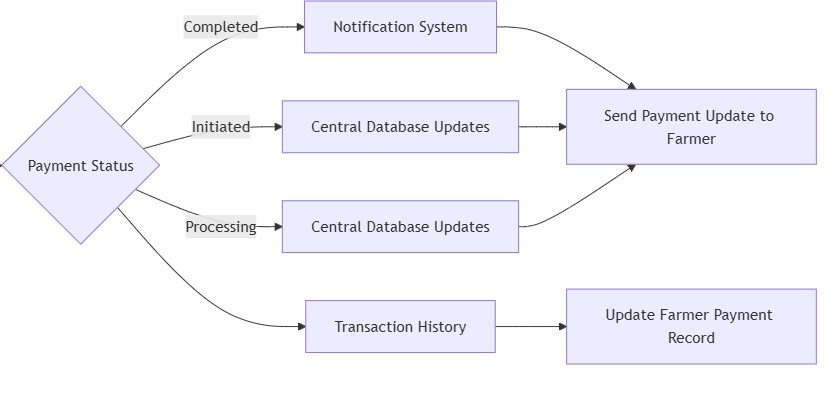 Completed
Notification System
Send Payment Update to
Farmer
Initiated
Central Database Updates
Payment Status
Processing
Central Database Updates
Transaction History
Update Farmer Payment
Record